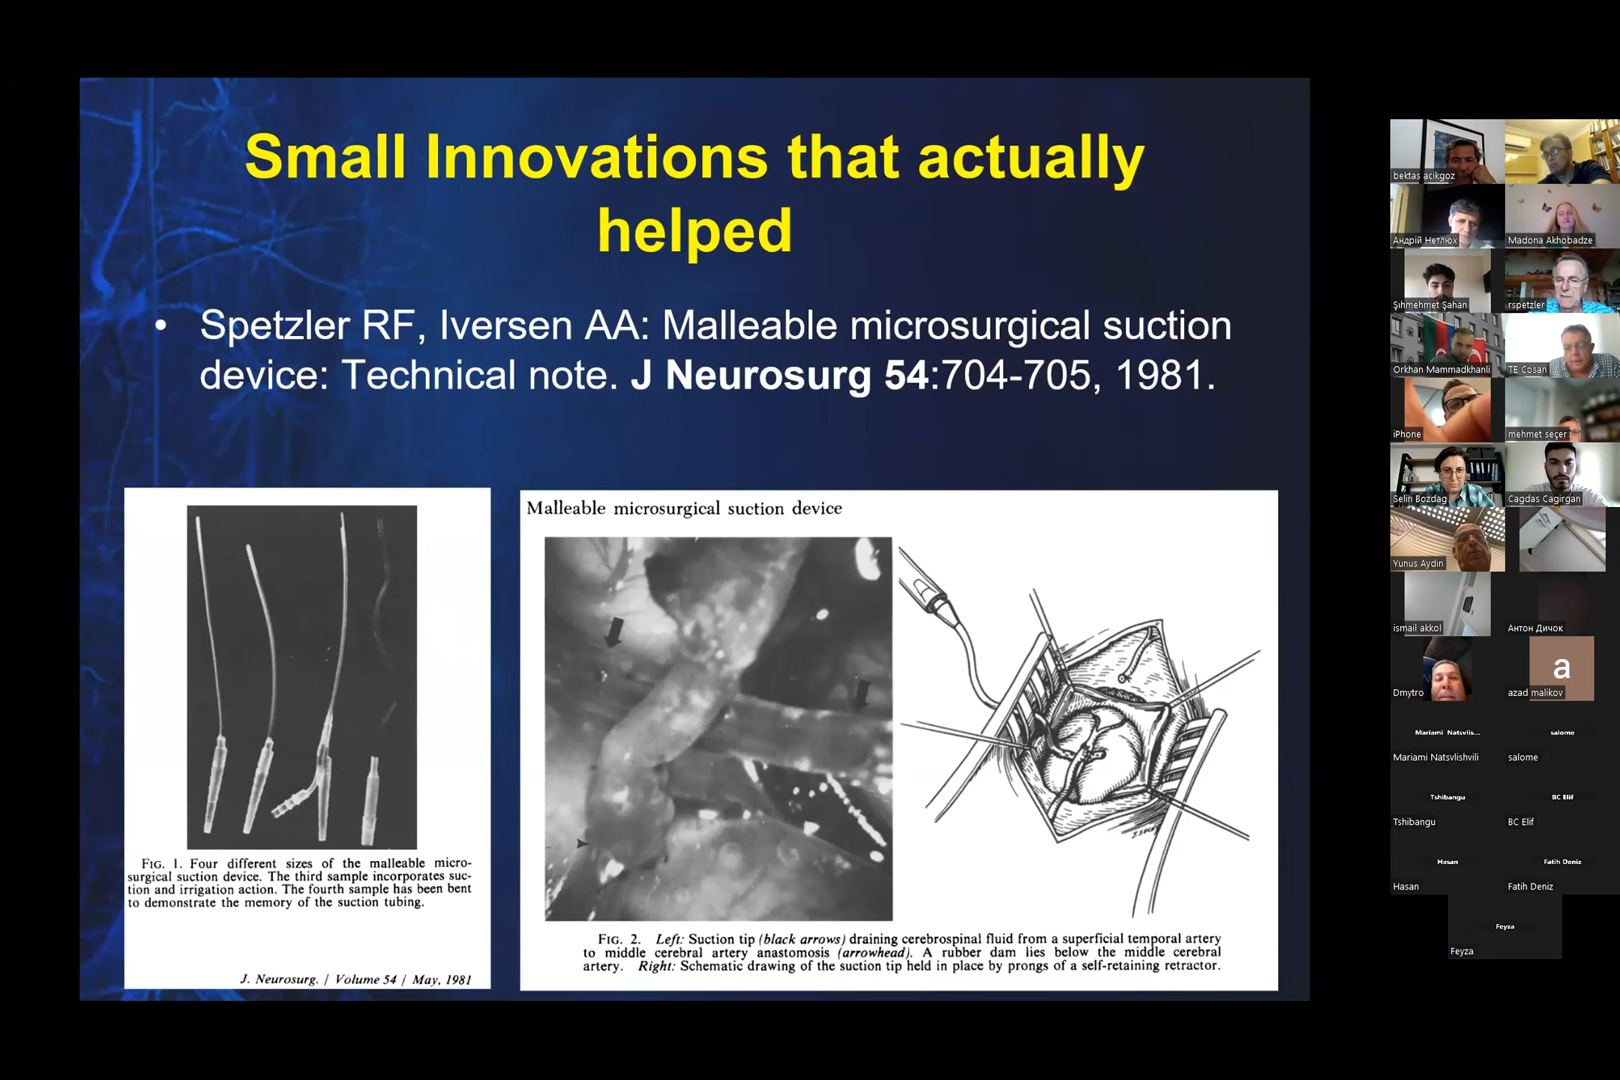 Small Innovations that actually
helped
• Spetzler RF, Iversen AA: Malleable microsurgical suction
device: Technical note. J Neurosurg 54:704-705, 1981.
FIG. 1. Four different sizes of the malleable micro-
surgical suction device. The third sample incorporates suc-
tion and irrigation action. The fourth sample has been bent
to demonstrate the memory of the suction tubing.
J. Neurosurg. / Volume 54 / May, 1981
Malleable microsurgical suction device
FIG. 2. Left: Suction tip (black arrows) draining cerebrospinal fluid from a superficial temporal artery
to middle cerebral artery anastomosis (arrowhead). A rubber dam lies below the middle cerebral
artery. Right: Schematic drawing of the suction tip held in place by prongs of a self-retaining retractor.
bektas acikgoz
Андрій Нетлюх
Madona Akhobadze
Şıhmehmet Şahan
rspetzler
Orkhan Mammadkhanli
TE Cosan
iPhone
mehmet seçer
Selin Bozdag
Cagdas Cagirgan
Yunus Aydın
ismail akkol
Антон Дичок
Dmytro
a
azad malikov
Mariami Natsvlis...
salome
Mariami Natsvlishvili
salome
Tshibangu
BC Elif
Tshibangu
BC Elif
Hasan
Fatih Deniz
Hasan
Fatih Deniz
Feyza
Feyza